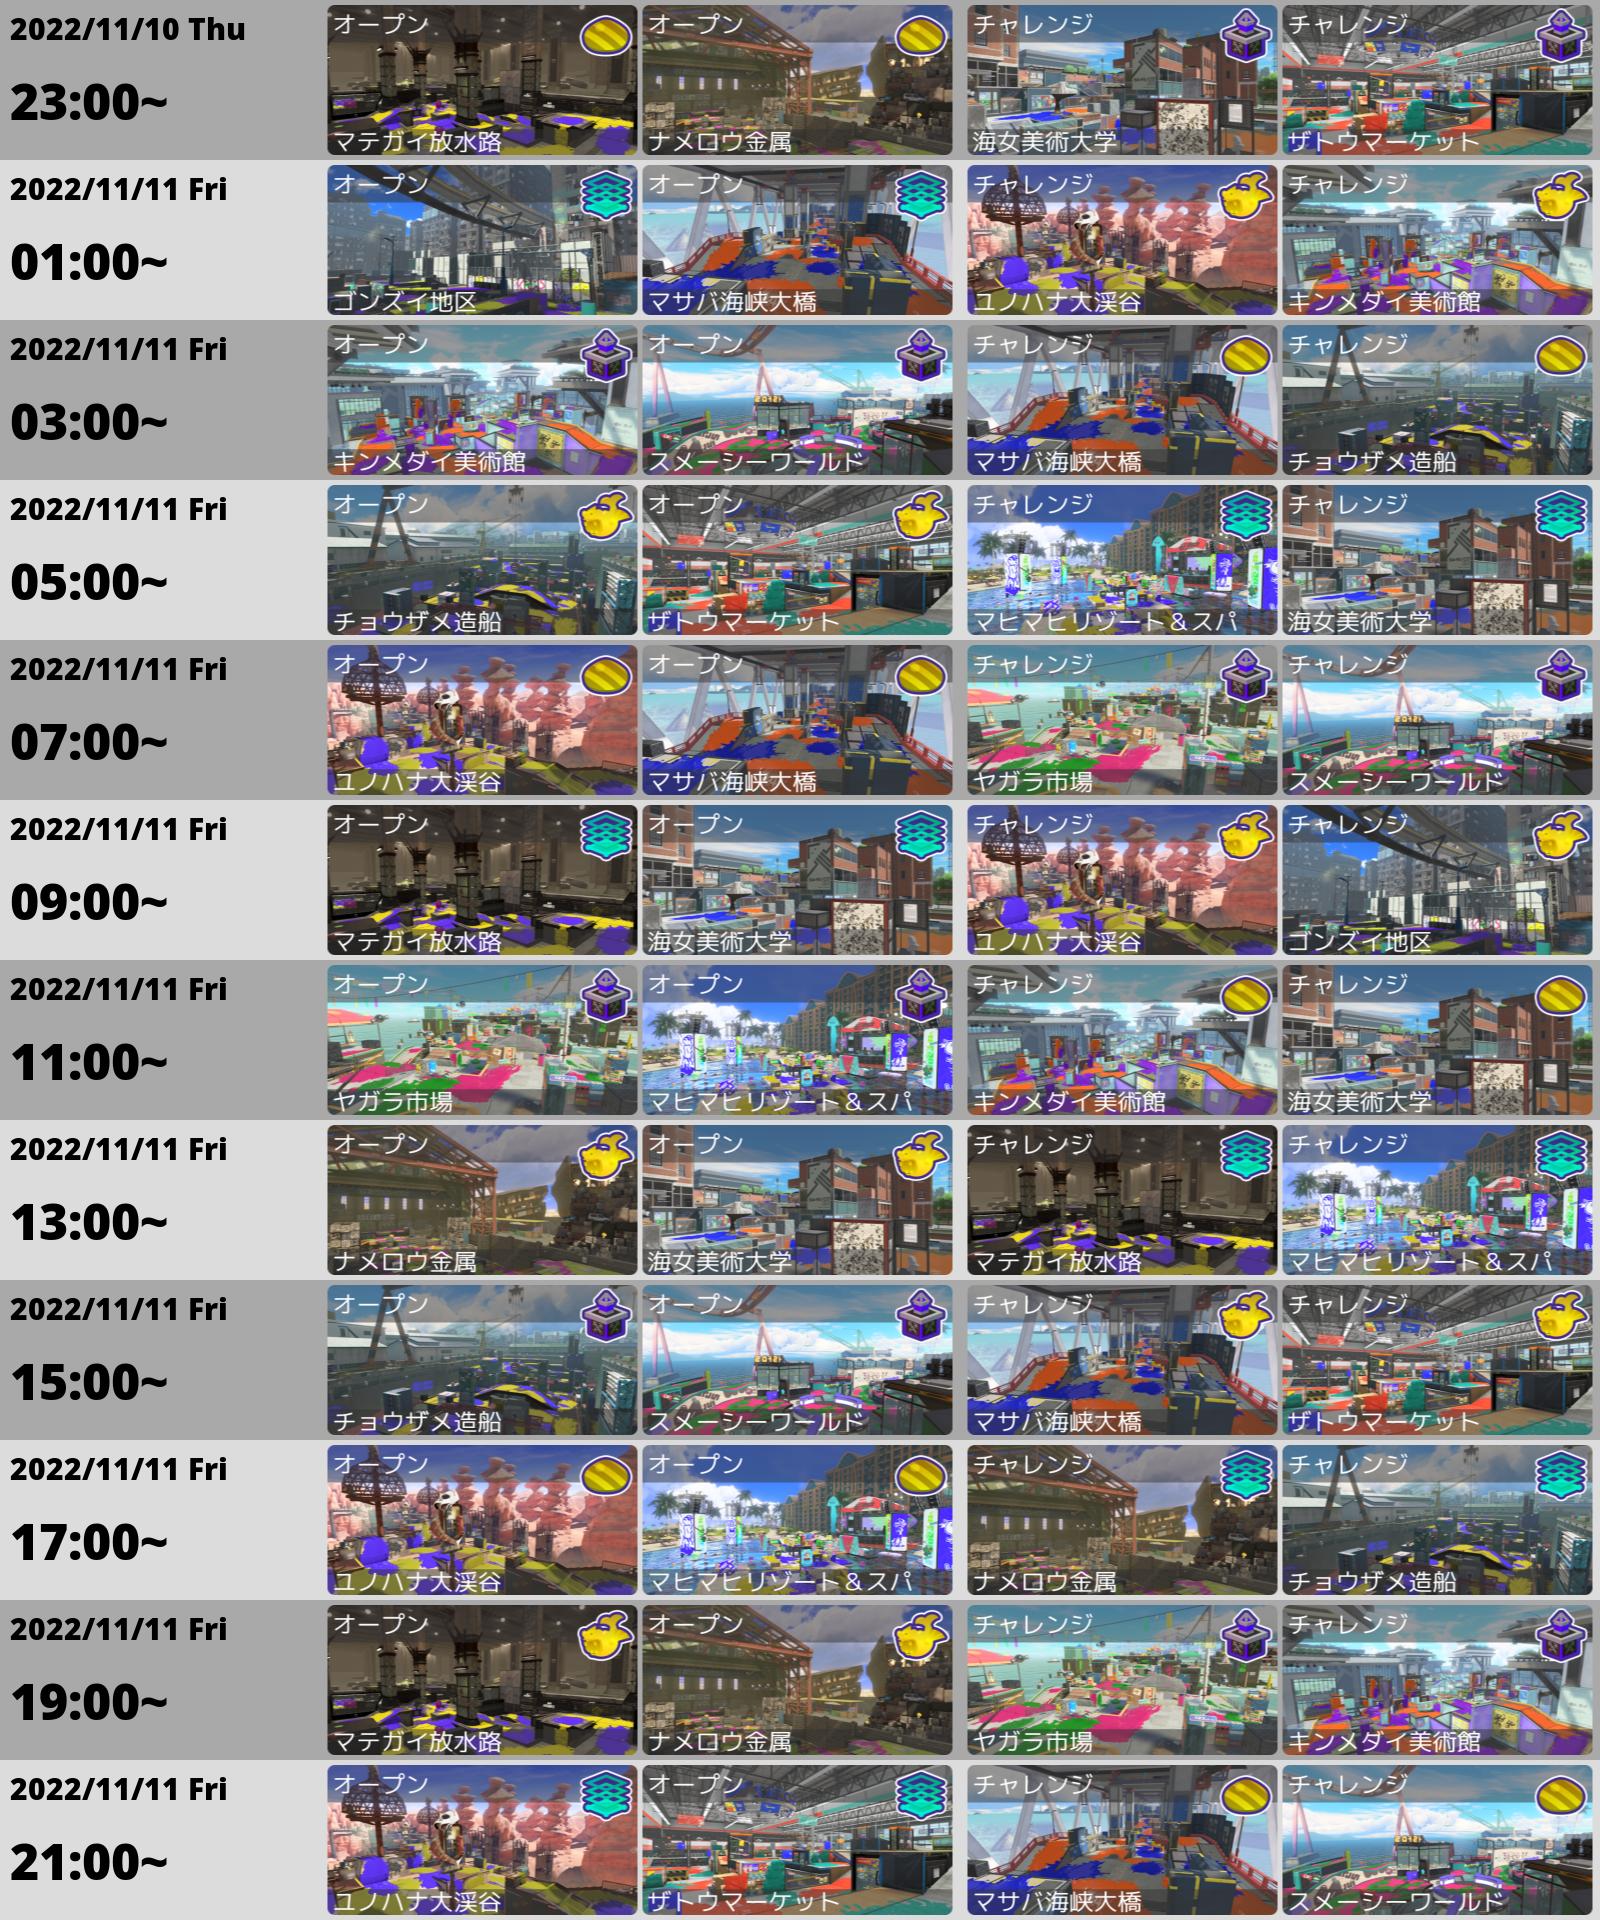 2022/11/10 Thu
23:00~
オープン オープン チャレンジ チャレンジ
マテガイ放水路 ナメロウ金属 海女美術大学 ザトウマーケット
2022/11/11 Fri
01:00~
オープン オープン チャレンジ チャレンジ
ゴンズイ地区 マサバ海峡大橋 ユノハナ大渓谷 キンメダイ美術館
2022/11/11 Fri
03:00~
オープン オープン チャレンジ チャレンジ
キンメダイ美術館 スメーシーワールド マサバ海峡大橋 チョウザメ造船
2022/11/11 Fri
05:00~
オープン オープン チャレンジ チャレンジ
チョウザメ造船 ザトウマーケット マヒマヒリゾート&スパ 海女美術大学
2022/11/11 Fri
07:00~
オープン オープン チャレンジ チャレンジ
ユノハナ大渓谷 マサバ海峡大橋 ヤガラ市場 スメーシーワールド
2022/11/11 Fri
09:00~
オープン オープン チャレンジ チャレンジ
マテガイ放水路 海女美術大学 ユノハナ大渓谷 ゴンズイ地区
2022/11/11 Fri
11:00~
オープン オープン チャレンジ チャレンジ
ヤガラ市場 マヒマヒリゾート&スパ キンメダイ美術館 海女美術大学
2022/11/11 Fri
13:00~
オープン オープン チャレンジ チャレンジ
ナメロウ金属 海女美術大学 マテガイ放水路 マヒマヒリゾート&スパ
2022/11/11 Fri
15:00~
オープン オープン チャレンジ チャレンジ
チョウザメ造船 スメーシーワールド マサバ海峡大橋 ザトウマーケット
2022/11/11 Fri
17:00~
オープン オープン チャレンジ チャレンジ
ユノハナ大渓谷 マヒマヒリゾート&スパ ナメロウ金属 チョウザメ造船
2022/11/11 Fri
19:00~
オープン オープン チャレンジ チャレンジ
マテガイ放水路 ナメロウ金属 ヤガラ市場 キンメダイ美術館
2022/11/11 Fri
21:00~
オープン オープン チャレンジ チャレンジ
ユノハナ大渓谷 ザトウマーケット マサバ海峡大橋 スメーシーワールド